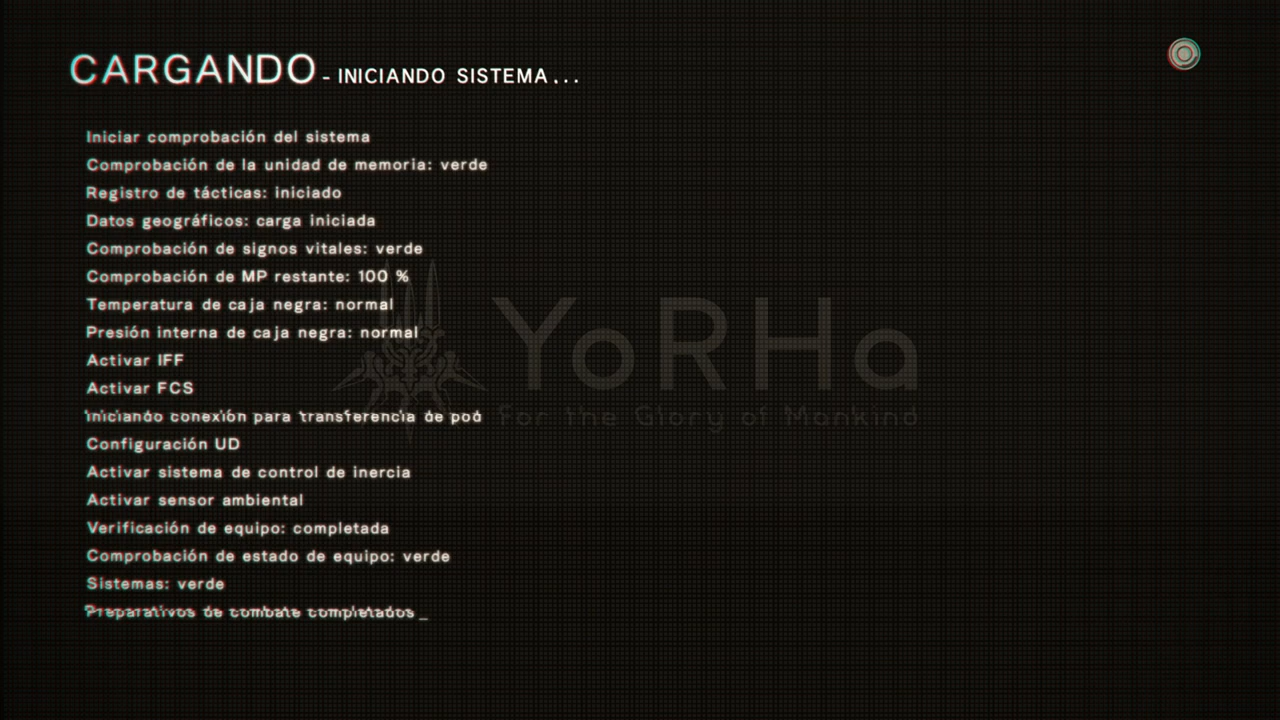 CARGANDO - INICIANDO SISTEMA...
Iniciar comprobación del sistema
Comprobación de la unidad de memoria: verde
Registro de tácticas: iniciado
Datos geográficos: carga iniciada
Comprobación de signos vitales: verde
Comprobación de MP restante: 100 %
Temperatura de caja negra: normal
Presión interna de caja negra: normal
Activar IFF
Activar FCS
Iniciando conexión para transferencia de pod
Configuración UD
Activar sistema de control de inercia
Activar sensor ambiental
Verificación de equipo: completada
Comprobación de estado de equipo: verde
Sistemas: verde
Preparativos de combate completados _
YoRHa
For the Glory of Mankind